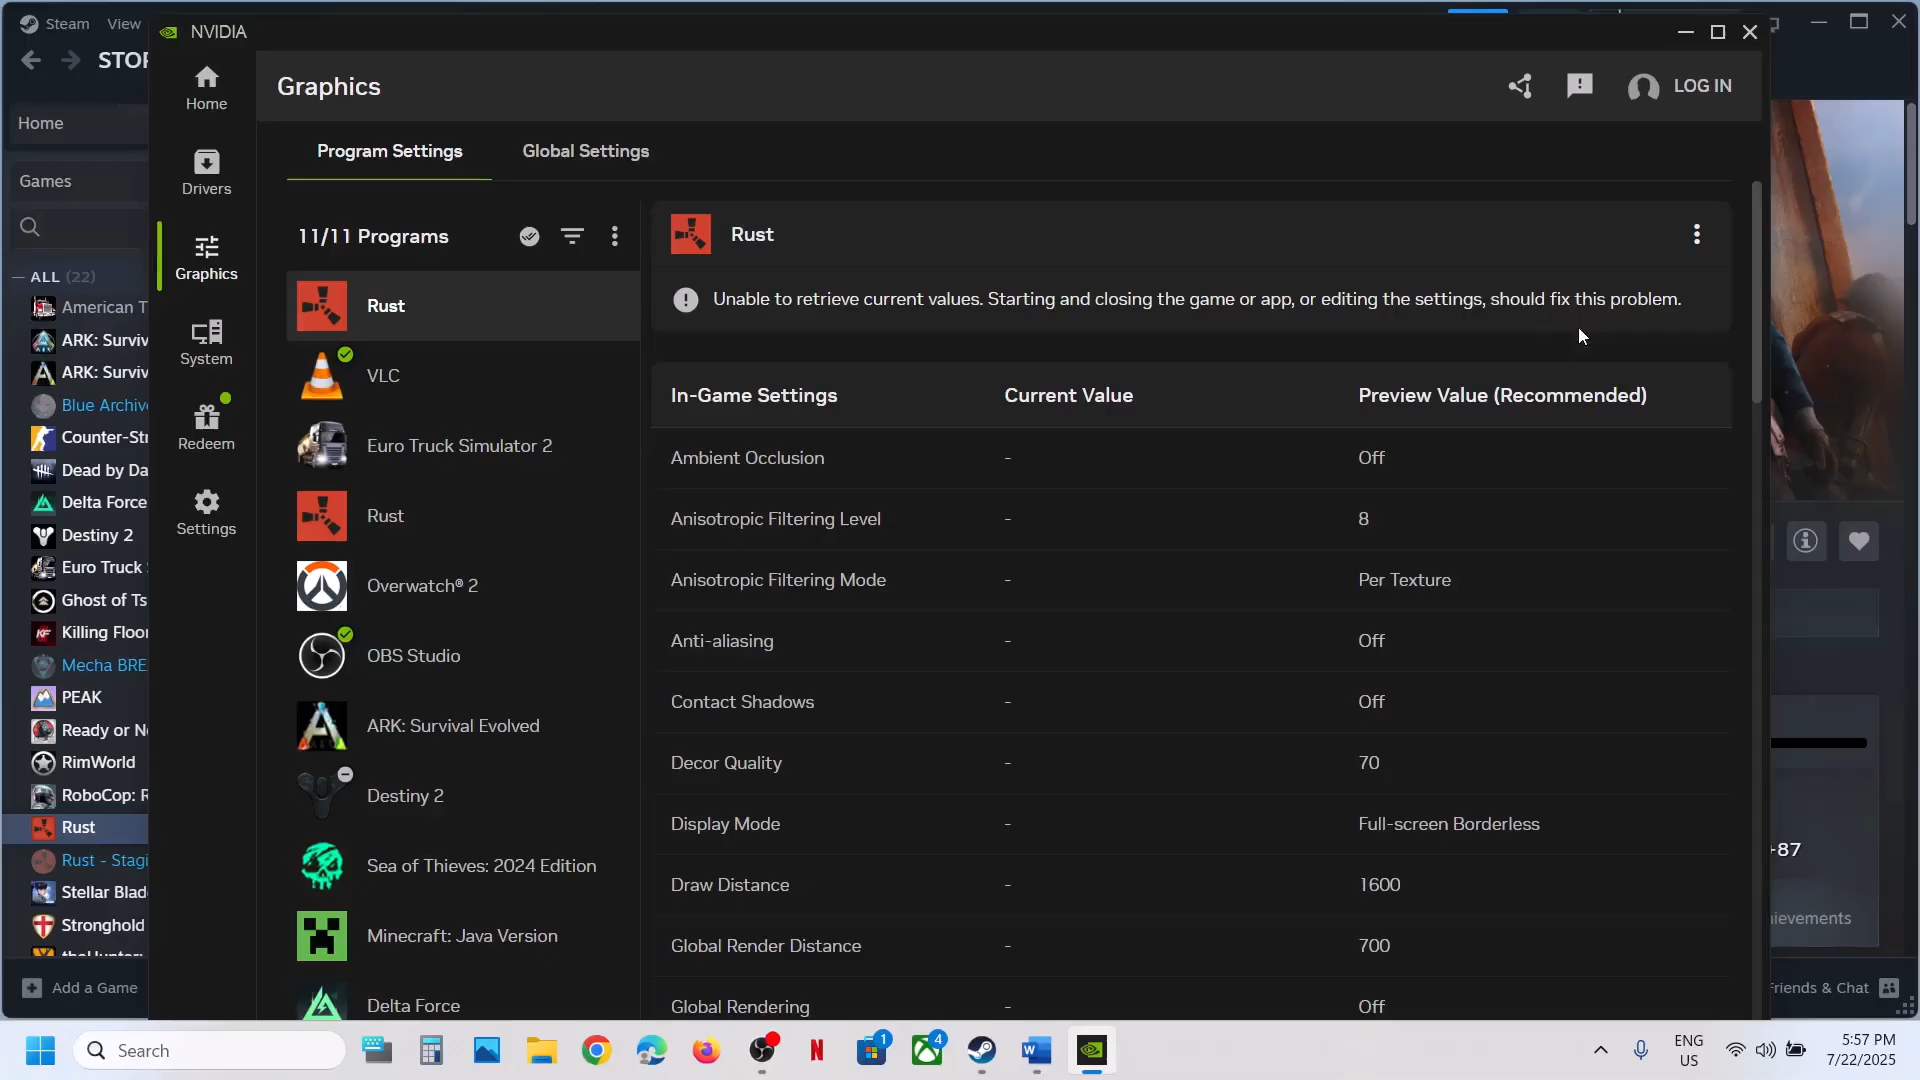 Steam View
STOR
Home
Games
— ALL (22)
American T
ARK: Surviv
ARK: Surviv
Blue Archiv
Counter-Str
Dead by Da
Delta Force
Destiny 2
Euro Truck
Ghost of Ts
Killing Floor
Mecha BRE
PEAK
Ready or N
RimWorld
RoboCop: R
Rust
Rust - Stagi
Stellar Blad
Stronghold
Add a Game
NVIDIA
Home
Drivers
Graphics
System
Redeem
Settings
Graphics
LOG IN
Program Settings Global Settings
11/11 Programs
Rust
VLC
Euro Truck Simulator 2
Rust
Overwatch® 2
OBS Studio
ARK: Survival Evolved
Destiny 2
Sea of Thieves: 2024 Edition
Minecraft: Java Version
Delta Force
Rust
Unable to retrieve current values. Starting and closing the game or app, or editing the settings, should fix this problem.
In-Game Settings Current Value Preview Value (Recommended)
Ambient Occlusion - Off
Anisotropic Filtering Level - 8
Anisotropic Filtering Mode - Per Texture
Anti-aliasing - Off
Contact Shadows - Off
Decor Quality - 70
Display Mode - Full-screen Borderless
Draw Distance - 1600
Global Render Distance - 700
Global Rendering - Off
+87
ievements
Friends & Chat
Search
1
4
ENG
US
5:57 PM
7/22/2025